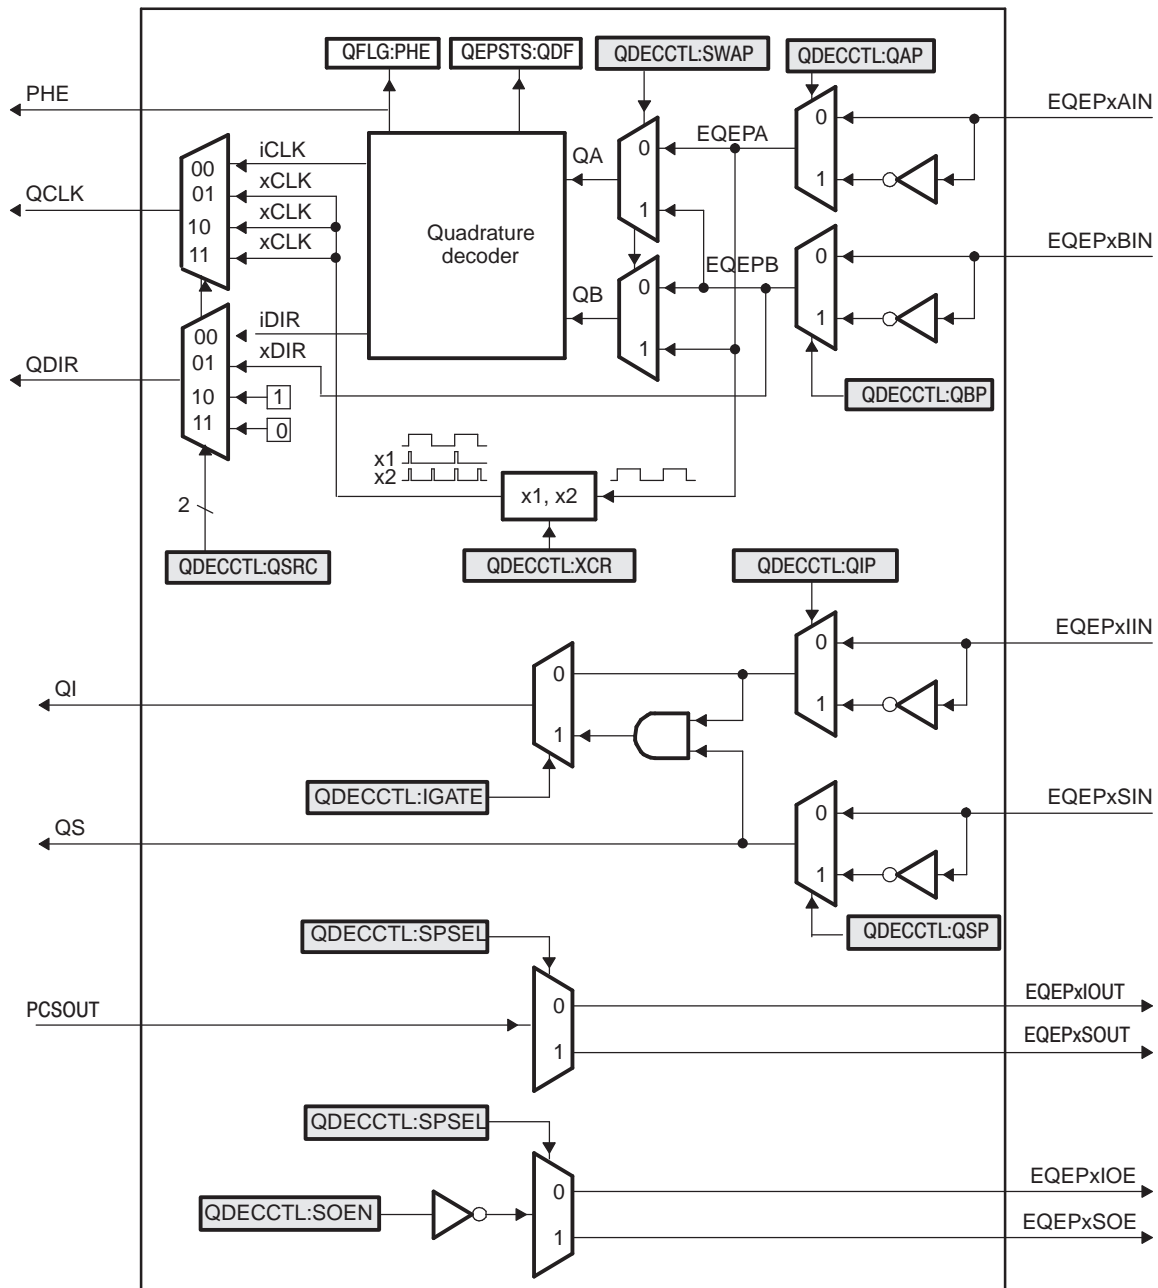 QFLG:PHE QEPSTS:QDF QDECCTL:SWAP QDECCTL:QAP
PHE
EQEPxAIN
0
EQEPA
iCLK
QA
0
00
xCLK
01
1
QCLK
xCLK
1
10
Quadrature
decoder
EQEPxBIN
xCLK
11
0
EQEPB
QB
0
iDIR
1
00
xDIR
1
01
QDIR
10
1
QDECCTL:QBP
11
0
x1
x2
x1, x2
2
QDECCTL:QSRC
QDECCTL:XCR
QDECCTL:QIP
EQEPxIIN
0
0
QI
1
1
QDECCTL:IGATE
EQEPxSIN
0
QS
1
QDECCTL:SPSEL
QDECCTL:QSP
EQEPxIOUT
PCSOUT
0
EQEPxSOUT
1
QDECCTL:SPSEL
EQEPxIOE
0
QDECCTL:SOEN
EQEPxSOE
1